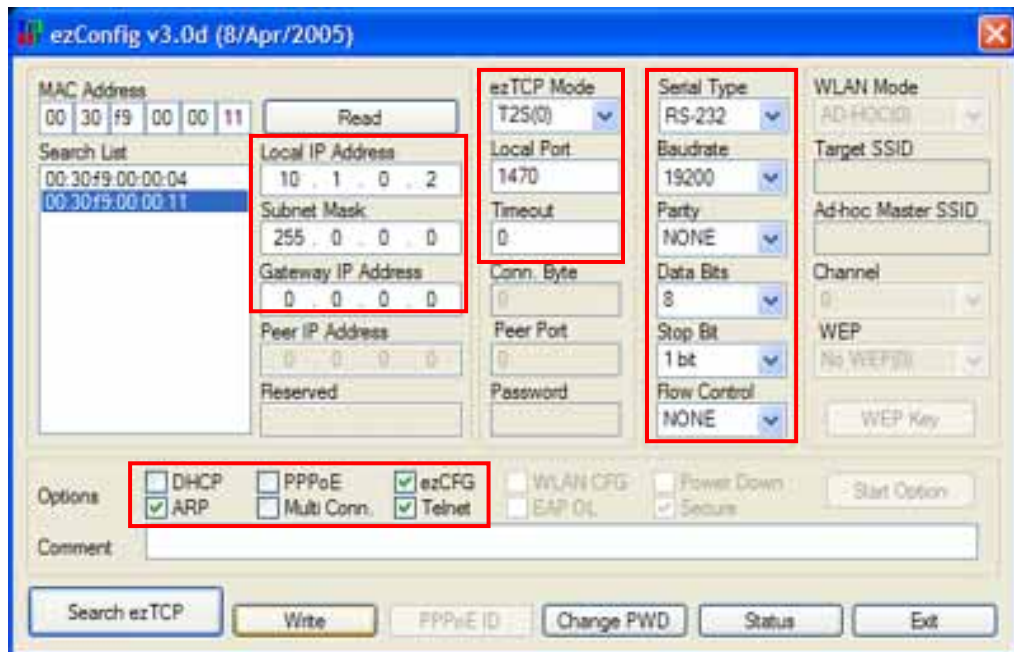 ezConfig v3.0d (8/Apr/2005)
MAC Address
00 30 f9 00 00 11
Read
Search List
00:30:f9:00:00:04
00:30:f9:00:00:11
Local IP Address
10 . 1 . 0 . 2
Subnet Mask
255 . 0 . 0 . 0
Gateway IP Address
0 . 0 . 0 . 0
Peer IP Address
0 0 0 0
Reserved
ezTCP Mode
T2S(0)
Local Port
1470
Timeout
0
Conn. Byte
0
Peer Port
0
Password
Serial Type
RS-232
Baudrate
19200
Party
NONE
Data Bits
8
Stop Bit
1 bit
Flow Control
NONE
WLAN Mode
AD-HOC(0)
Target SSID
Ad-hoc Master SSID
Channel
0
WEP
No WEP(0)
WEP Key
Options
DHCP PPPoE ezCFG WLAN CFG Power Down
ARP Multi Conn. Telnet EAP OL Secure
Start Option
Comment
Search ezTCP Write PPPoE ID Change PWD Status Exit